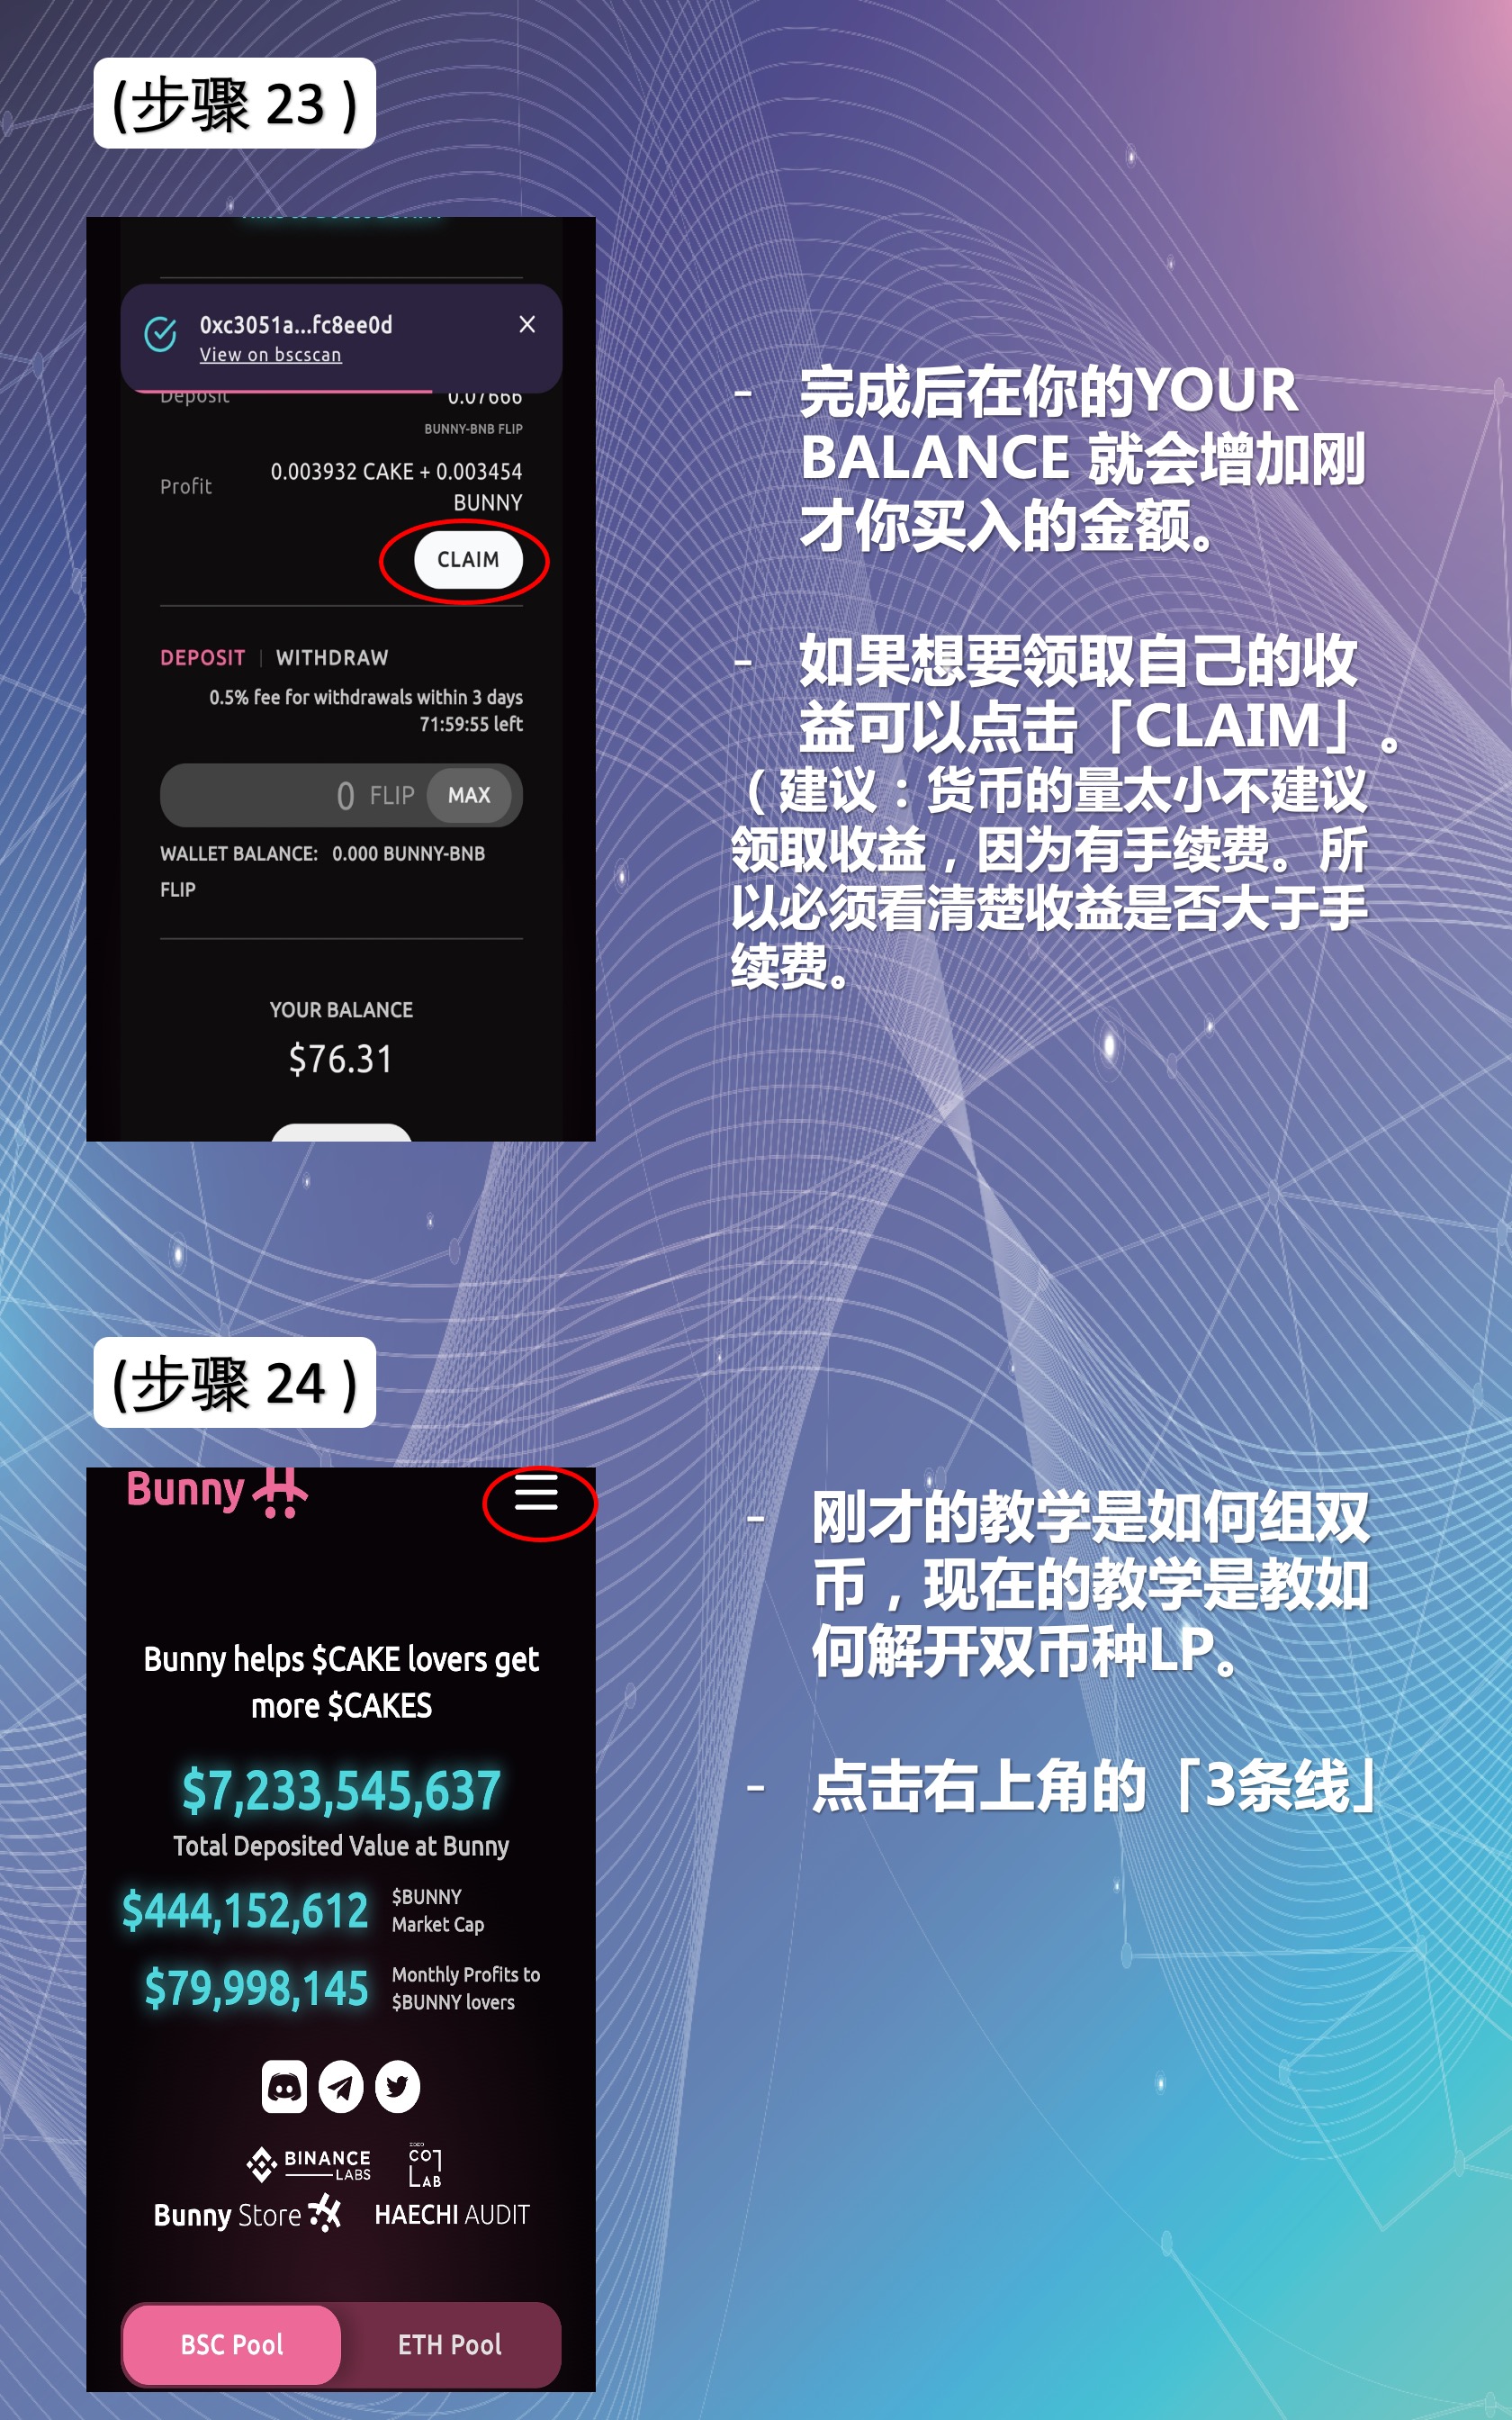 (步骤 23 )
0xc3051a...fc8ee0d
View on bscscan
Deposit
0.07666
BUNNY-BNB FLIP
Profit
0.003932 CAKE + 0.003454
BUNNY
CLAIM
DEPOSIT | WITHDRAW
0.5% fee for withdrawals within 3 days
71:59:55 left
0 FLIP MAX
WALLET BALANCE: 0.000 BUNNY-BNB
FLIP
YOUR BALANCE
$76.31
- 完成后在你的YOUR
BALANCE 就会增加刚
才你买入的金额。
- 如果想要领取自己的收
益可以点击「CLAIM」。
（建议：货币的量太小不建议
领取收益，因为有手续费。所
以必须看清楚收益是否大于手
续费。
(步骤 24 )
Bunny
Bunny helps $CAKE lovers get
more $CAKES
$7,233,545,637
Total Deposited Value at Bunny
$444,152,612
$BUNNY
Market Cap
$79,998,145
Monthly Profits to
$BUNNY lovers
BINANCE
LABS
CO
LAB
Bunny Store
HAECHI AUDIT
BSC Pool
ETH Pool
- 刚才的教学是如何组双
币，现在的教学是教如
何解开双币种LP。
- 点击右上角的「3条线」